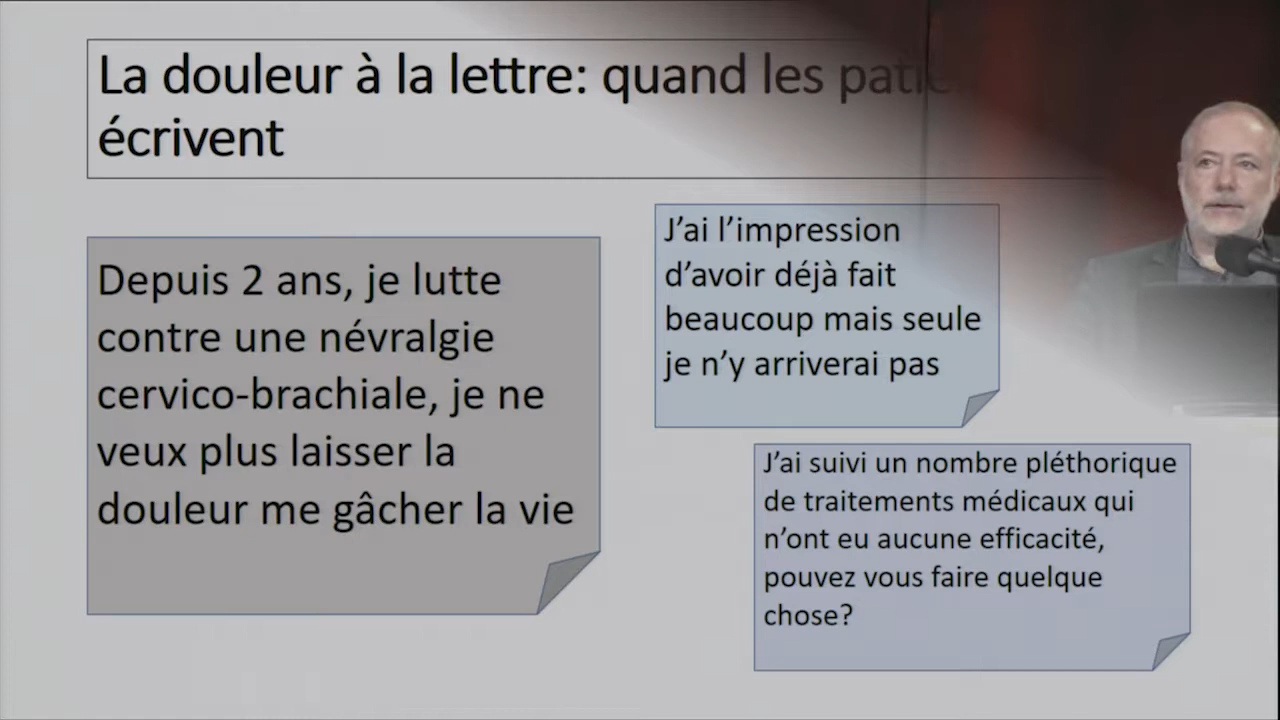 La douleur à la lettre: quand les
écrivent
Depuis 2 ans, je lutte
contre une névralgie
cervico-brachiale, je ne
veux plus laisser la
douleur me gâcher la vie
J’ai l’impression
d’avoir déjà fait
beaucoup mais seule
je n’y arriverai pas
J’ai suivi un nombre pléthorique
de traitements médicaux qui
n’ont eu aucune efficacité,
pouvez vous faire quelque
chose?